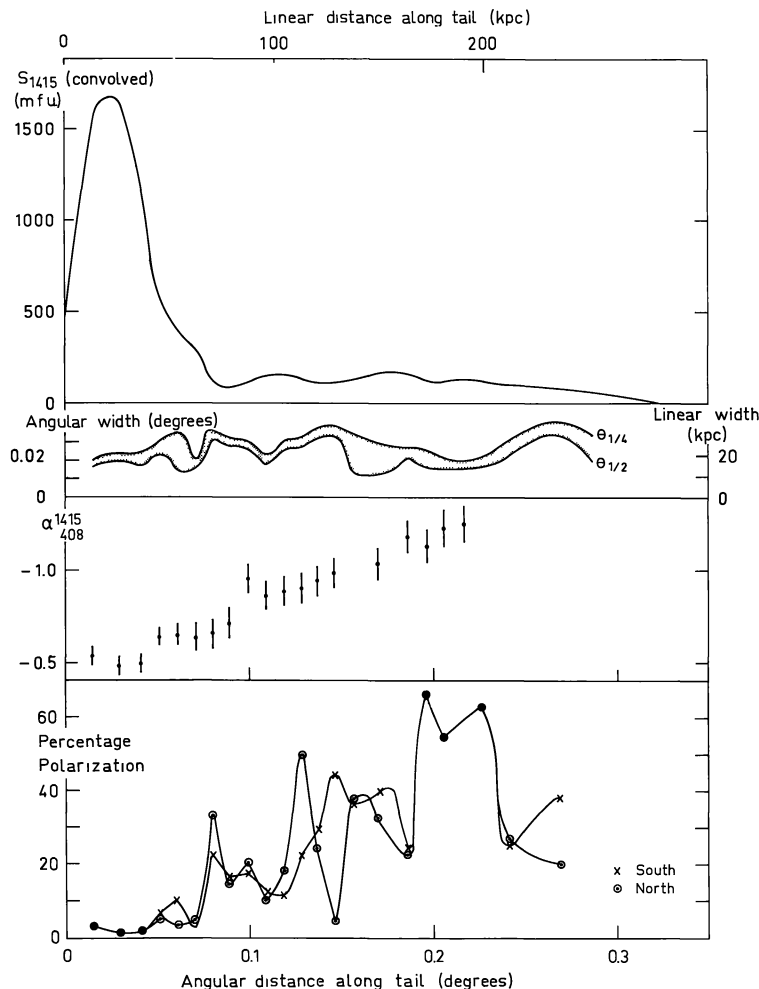 Linear distance along tail (kpc)
0 100 200
S1415 (convolved)
(mfu)
1500
1000
500
0
Angular width (degrees)
Linear width
(kpc)
0.02
0
θ1/4
θ1/2
20
0
α 1415 408
-1.0
-0.5
60
Percentage
Polarization
40
20
0
x South
⊙ North
0 0.1 0.2 0.3
Angular distance along tail (degrees)